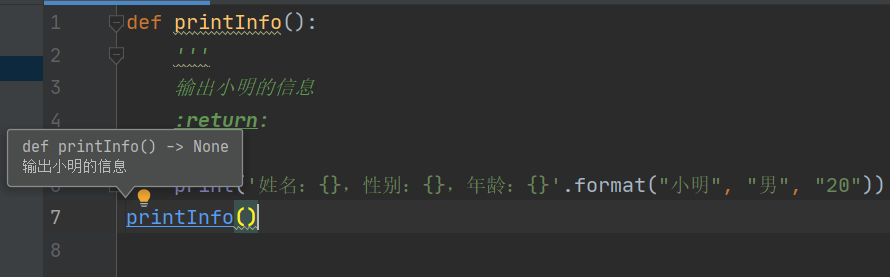 1 def printInfo():
2 '''
3 输出小明的信息
4 :return:
def printInfo() -> None
输出小明的信息
print('姓名：{}，性别：{}，年龄：{}'.format("小明", "男", "20"))
7 printInfo()
8